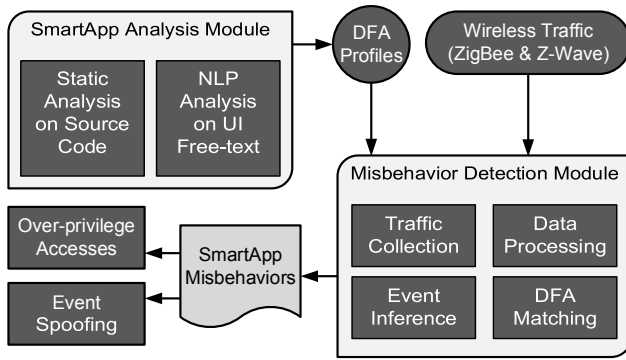 SmartApp Analysis Module
Static
Analysis
on Source
Code
NLP
Analysis
on UI
Free-text
DFA
Profiles
Wireless Traffic
(ZigBee & Z-Wave)
Misbehavior Detection Module
Traffic
Collection
Data
Processing
Event
Inference
DFA
Matching
SmartApp
Misbehaviors
Over-privilege
Accesses
Event
Spoofing